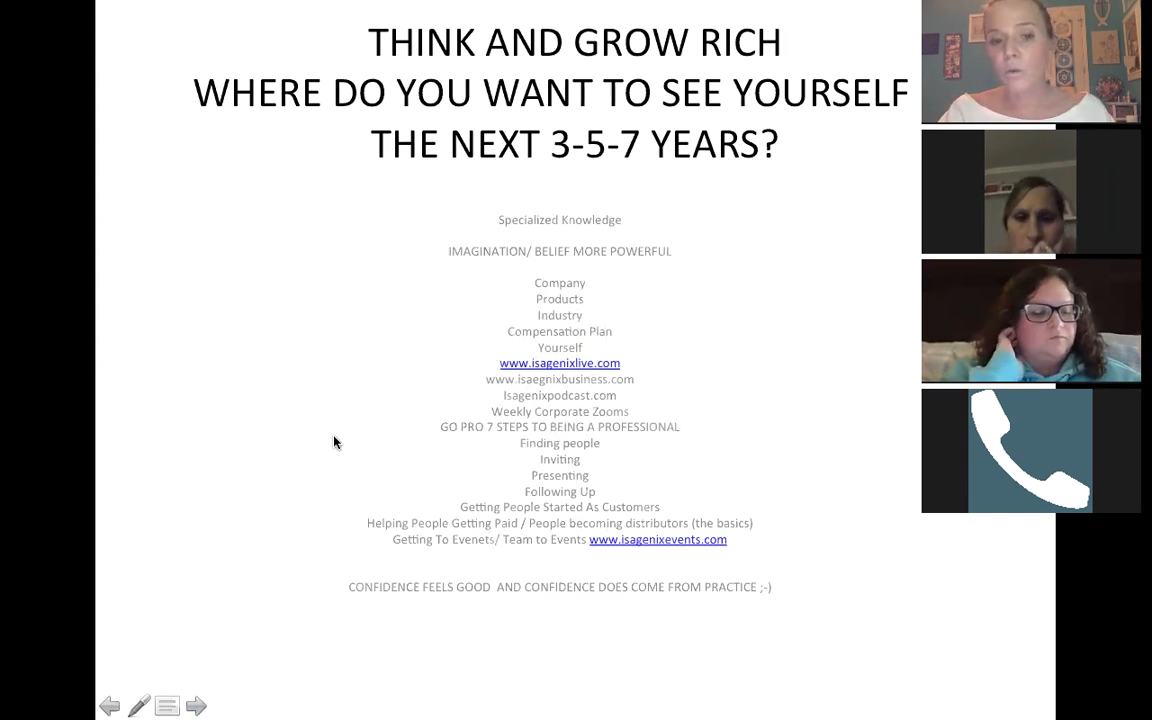 THINK AND GROW RICH
WHERE DO YOU WANT TO SEE YOURSELF
THE NEXT 3-5-7 YEARS?
Specialized Knowledge
IMAGINATION/ BELIEF MORE POWERFUL
Company
Products
Industry
Compensation Plan
Yourself
www.isagenixlive.com
www.isaegnixbusiness.com
Isagenixpodcast.com
Weekly Corporate Zooms
GO PRO 7 STEPS TO BEING A PROFESSIONAL
Finding people
Inviting
Presenting
Following Up
Getting People Started As Customers
Helping People Getting Paid / People becoming distributors (the basics)
Getting To Evenets/ Team to Events www.isagenixevents.com
CONFIDENCE FEELS GOOD  AND CONFIDENCE DOES COME FROM PRACTICE ;-)